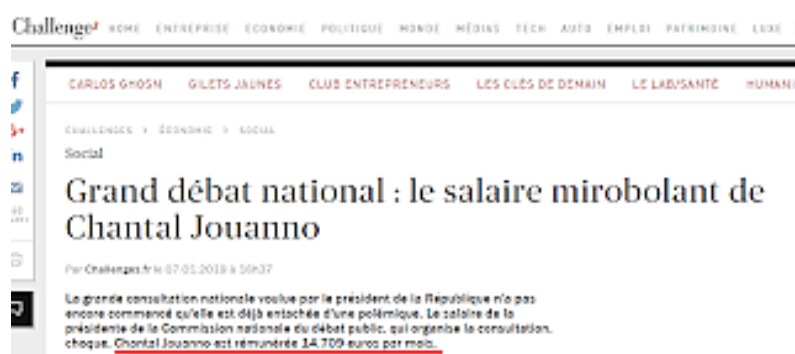 Challenges HOME ENTREPRISE ECONOMIE POLITIQUE MONDE MÉDIAS TECH AUTO EMPLOI PATRIMOINE LUXE
CARLOS GHOSN GILETS JAUNES CLUB ENTREPRENEURS LES CLÉS DE DEMAIN LE LAB/SANTÉ HUMANI
CHALLENGES > ÉCONOMIE > SOCIAL
Social
Grand débat national : le salaire mirobolant de
Chantal Jouanno
Par Challenges.fr le 07.01.2019 à 16h37
La grande consultation nationale voulue par le président de la République n'a pas
encore commencé qu'elle est déjà entachée d'une polémique. Le salaire de la
présidente de la Commission nationale du débat public, qui organise la consultation,
choque. Chantal Jouanno est rémunérée 14.709 euros par mois.